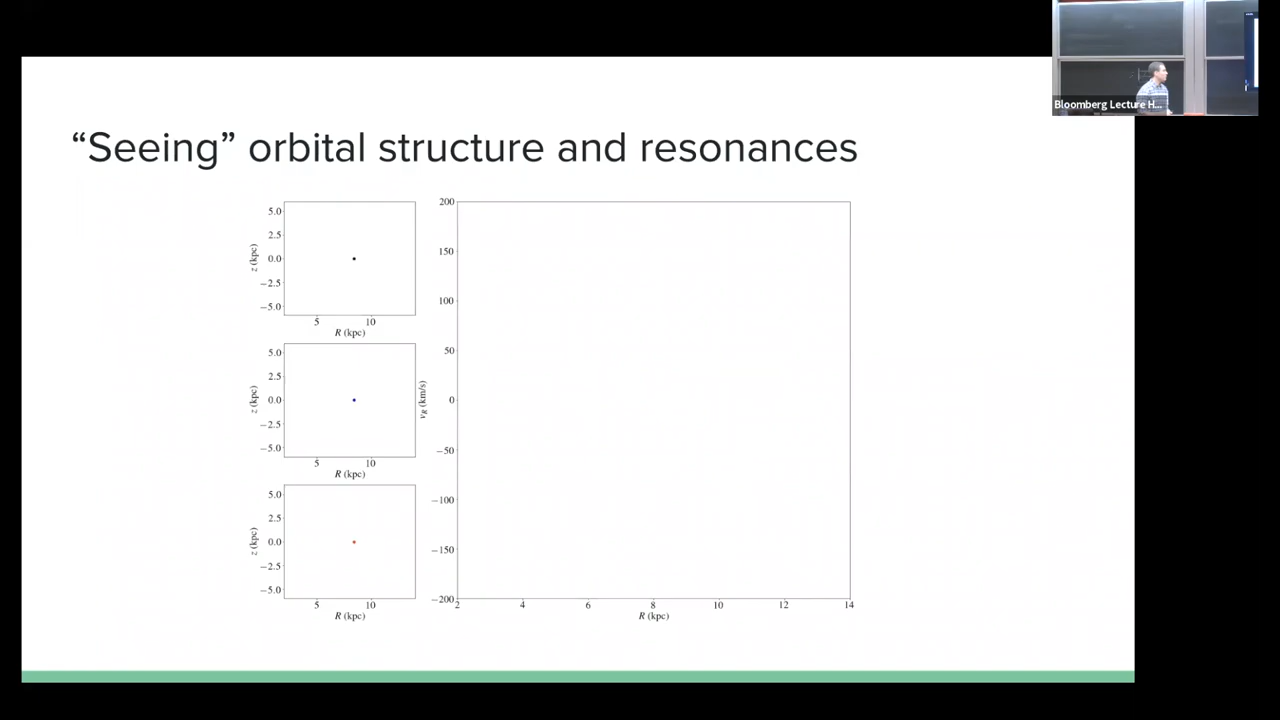 Bloomberg Lecture H...
“Seeing” orbital structure and resonances
5.0
2.5
0.0
−2.5
−5.0
z (kpc)
5 10
R (kpc)
5.0
2.5
0.0
−2.5
−5.0
z (kpc)
5 10
R (kpc)
5.0
2.5
0.0
−2.5
−5.0
z (kpc)
5 10
R (kpc)
200
150
100
50
0
−50
−100
−150
−200
v_R (km/s)
2 4 6 8 10 12 14
R (kpc)